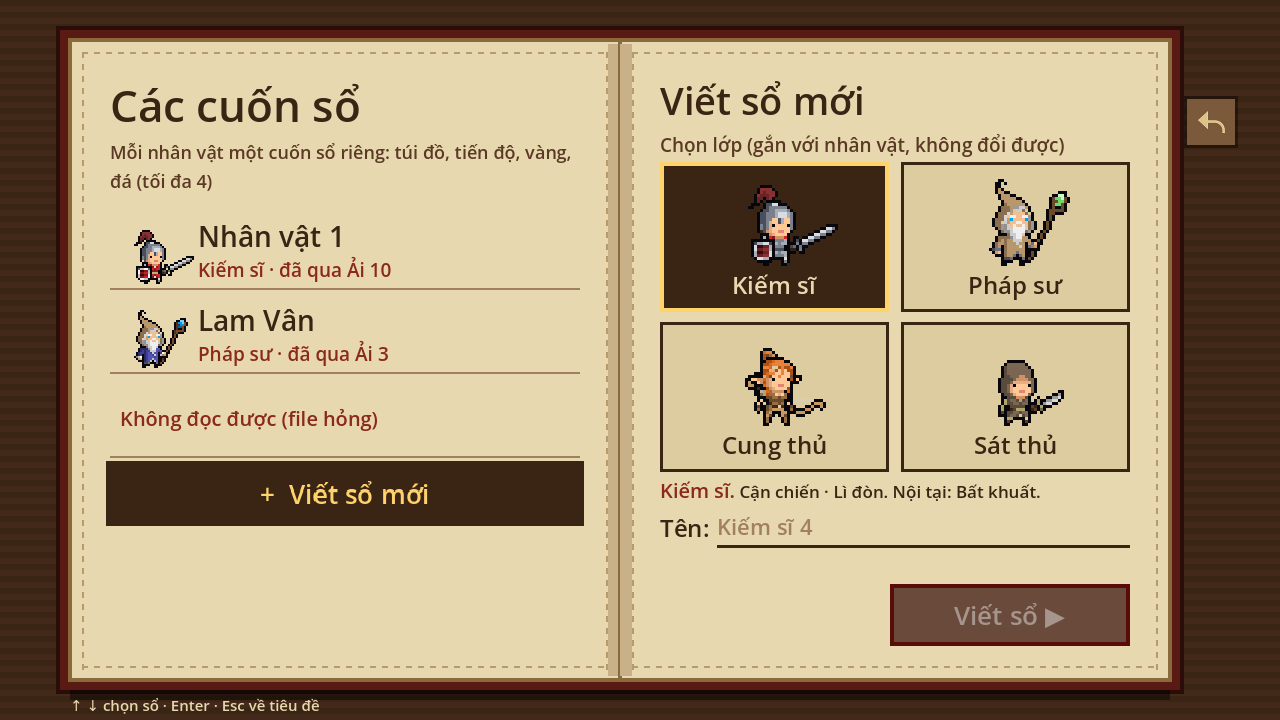 Các cuốn sổ
Mỗi nhân vật một cuốn sổ riêng: túi đồ, tiến độ, vàng,
đá (tối đa 4)
Nhân vật 1
Kiếm sĩ · đã qua Ải 10
Lam Vân
Pháp sư · đã qua Ải 3
Không đọc được (file hỏng)
+ Viết sổ mới
Viết sổ mới
Chọn lớp (gắn với nhân vật, không đổi được)
Kiếm sĩ
Pháp sư
Cung thủ
Sát thủ
Kiếm sĩ. Cận chiến · Lì đòn. Nội tại: Bất khuất.
Tên: Kiếm sĩ 4
Viết sổ ▶
↑ ↓ chọn sổ · Enter · Esc về tiêu đề